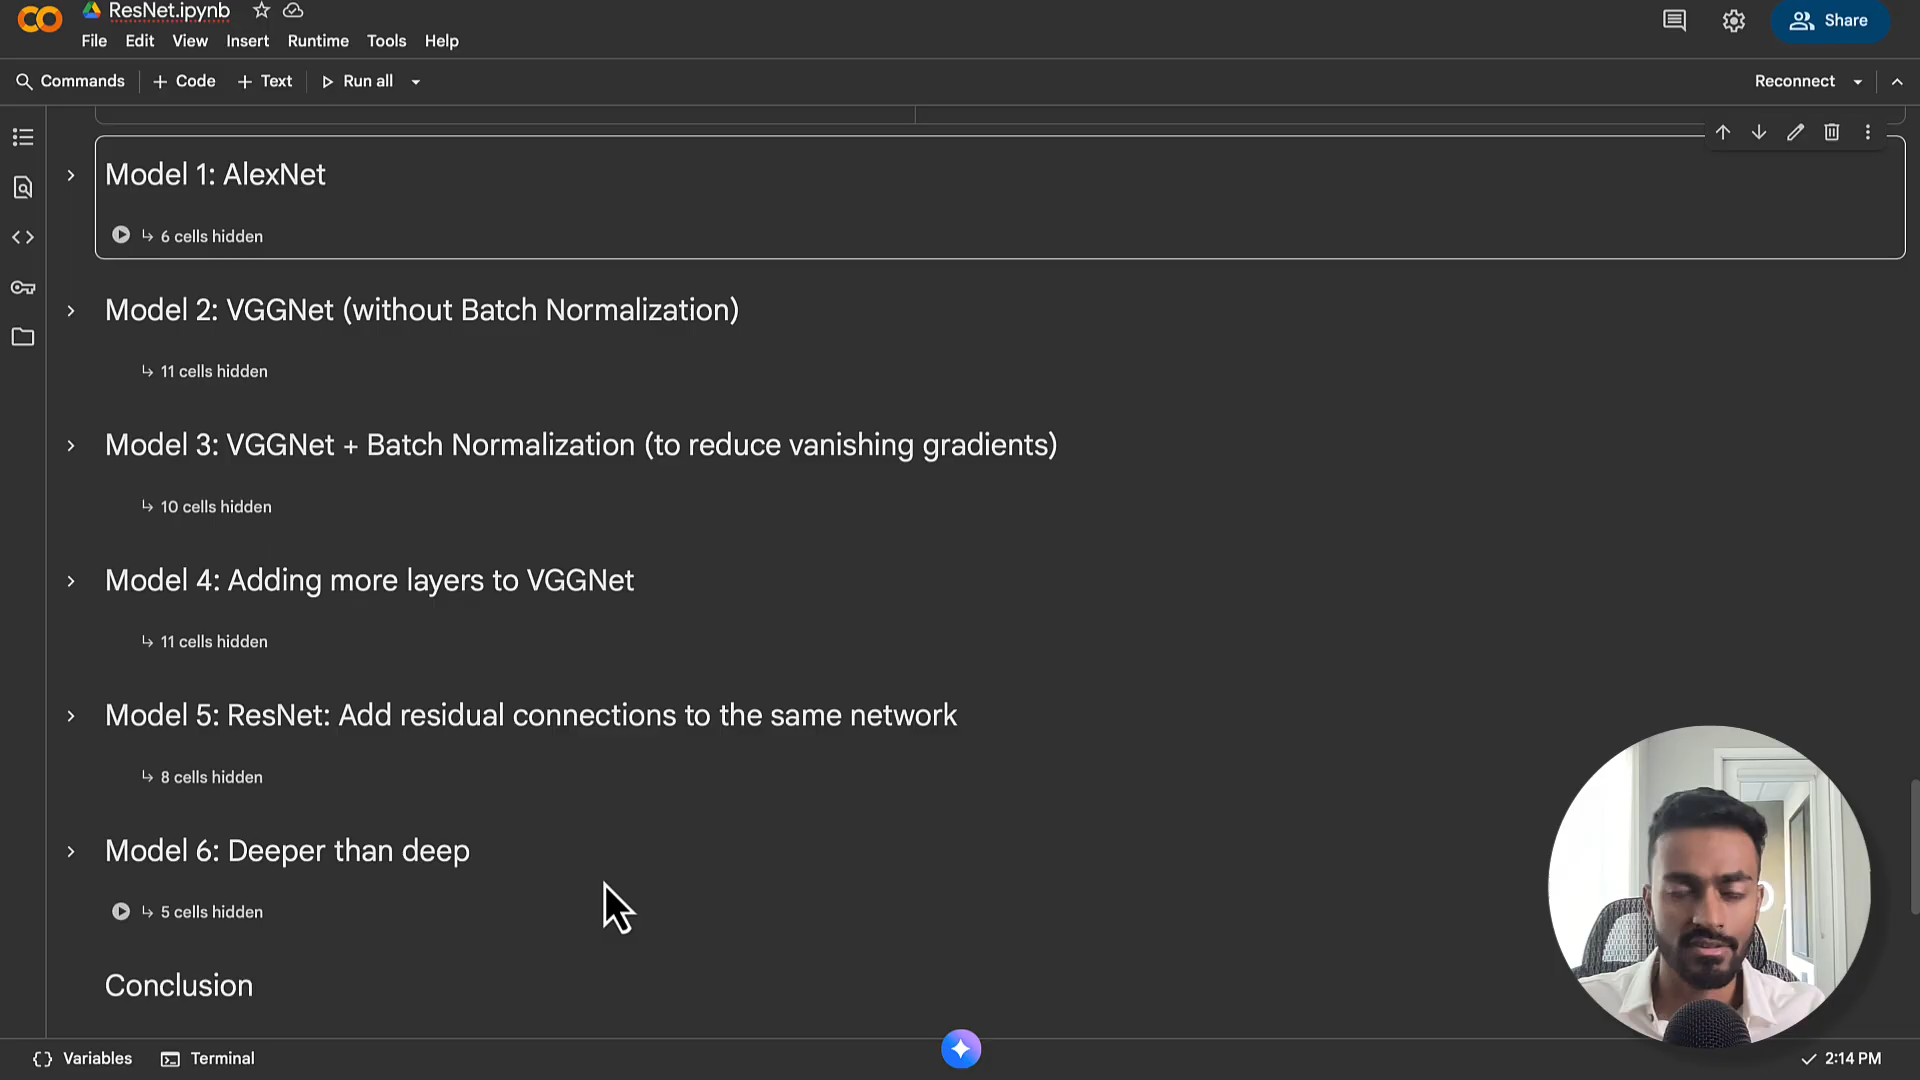 ResNet.ipynb
File Edit View Insert Runtime Tools Help
Share
Commands + Code + Text Run all
Reconnect
Model 1: AlexNet
6 cells hidden
Model 2: VGGNet (without Batch Normalization)
11 cells hidden
Model 3: VGGNet + Batch Normalization (to reduce vanishing gradients)
10 cells hidden
Model 4: Adding more layers to VGGNet
11 cells hidden
Model 5: ResNet: Add residual connections to the same network
8 cells hidden
Model 6: Deeper than deep
5 cells hidden
Conclusion
Variables Terminal
2:14 PM